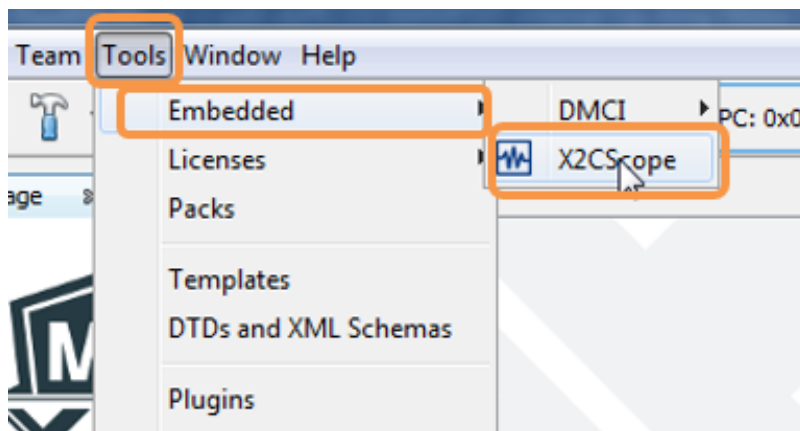 Team Tools Window Help
Embedded
DMCI
PC: 0x0
Licenses
X2CScope
age
Packs
Templates
DTDs and XML Schemas
Plugins
M
X